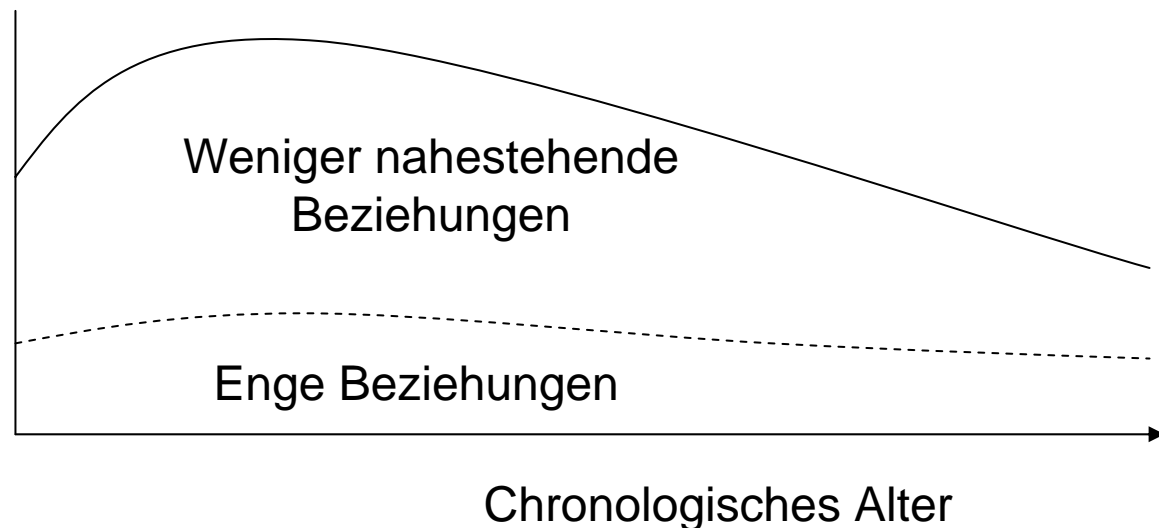 Weniger nahestehende
Beziehungen
Enge Beziehungen
Chronologisches Alter